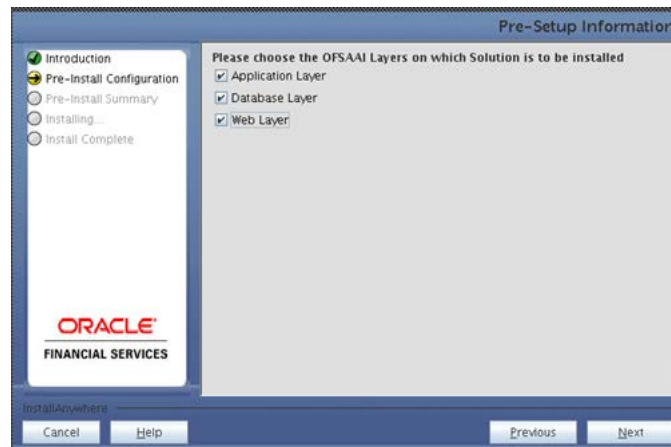 Pre-Setup Information
Introduction
Pre-Install Configuration
Pre-Install Summary
Installing...
Install Complete
Please choose the OFSAAI Layers on which Solution is to be installed
Application Layer
Database Layer
Web Layer
ORACLE
FINANCIAL SERVICES
InstallAnywhere
Cancel
Help
Previous
Next